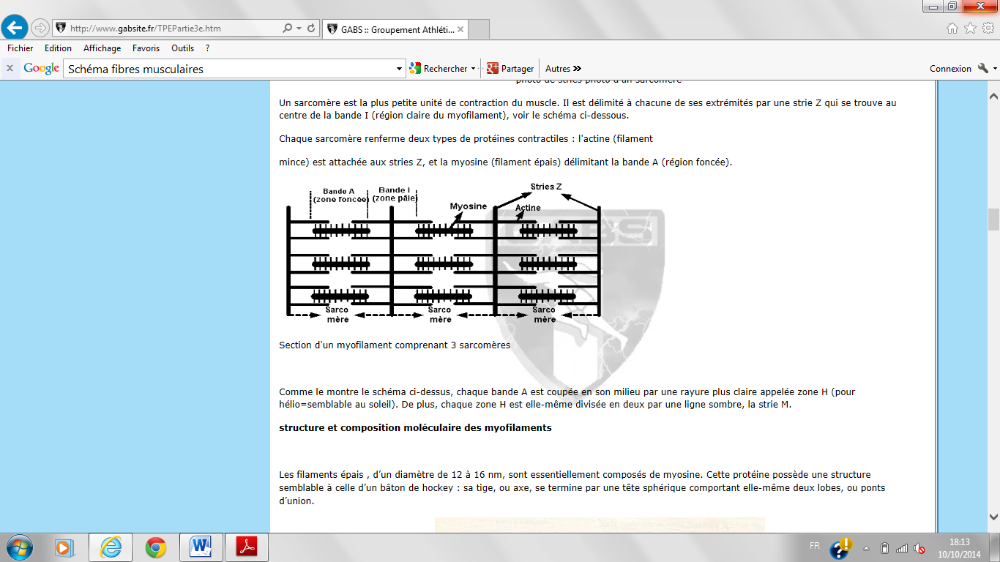 http://www.gabsite.fr/TPEPartie3e.htm
GABS :: Groupement Athléti...
Fichier Edition Affichage Favoris Outils ?
x Google Schéma fibres musculaires Rechercher Partager Autres Connexion
photo de stries photo d'un sarcomère
Un sarcomère est la plus petite unité de contraction du muscle. Il est délimité à chacune de ses extrémités par une strie Z qui se trouve au
centre de la bande I (région claire du myofilament), voir le schéma ci-dessous.
Chaque sarcomère renferme deux types de protéines contractiles : l'actine (filament
mince) est attachée aux stries Z, et la myosine (filament épais) délimitant la bande A (région foncée).
Bande A
(zone foncée)
Bande I
(zone pâle)
Myosine
Stries Z
Actine
GABS
Sarco
mère
Sarco
mère
Sarco
mère
Section d'un myofilament comprenant 3 sarcomères
Comme le montre le schéma ci-dessus, chaque bande A est coupée en son milieu par une rayure plus claire appelée zone H (pour
hélio=semblable au soleil). De plus, chaque zone H est elle-même divisée en deux par une ligne sombre, la strie M.
structure et composition moléculaire des myofilaments
Les filaments épais , d’un diamètre de 12 à 16 nm, sont essentiellement composés de myosine. Cette protéine possède une structure
semblable à celle d’un bâton de hockey : sa tige, ou axe, se termine par une tête sphérique comportant elle-même deux lobes, ou ponts
d’union.
FR
18:13
10/10/2014